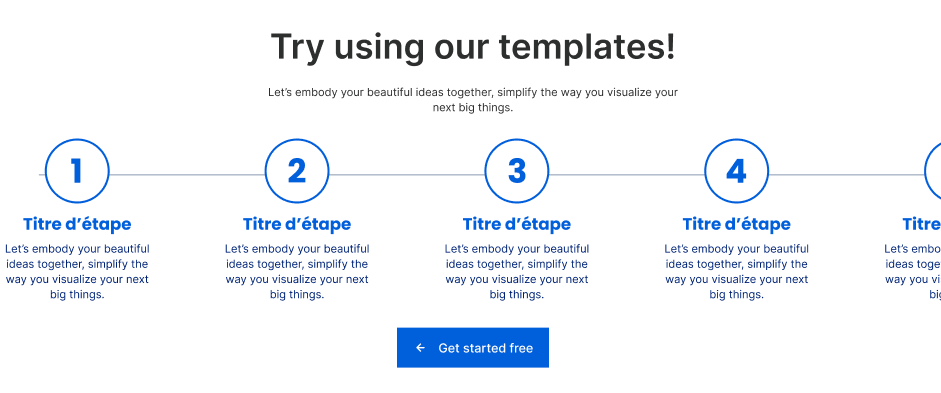 Try using our templates!
Let’s embody your beautiful ideas together, simplify the way you visualize your
next big things.
1
2
3
4
Titre d’étape
Titre d’étape
Titre d’étape
Titre d’étape
Titre
Let’s embody your beautiful
ideas together, simplify the
way you visualize your next
big things.
Let’s embody your beautiful
ideas together, simplify the
way you visualize your next
big things.
Let’s embody your beautiful
ideas together, simplify the
way you visualize your next
big things.
Let’s embody your beautiful
ideas together, simplify the
way you visualize your next
big things.
Let’s
ideas
way you
Get started free